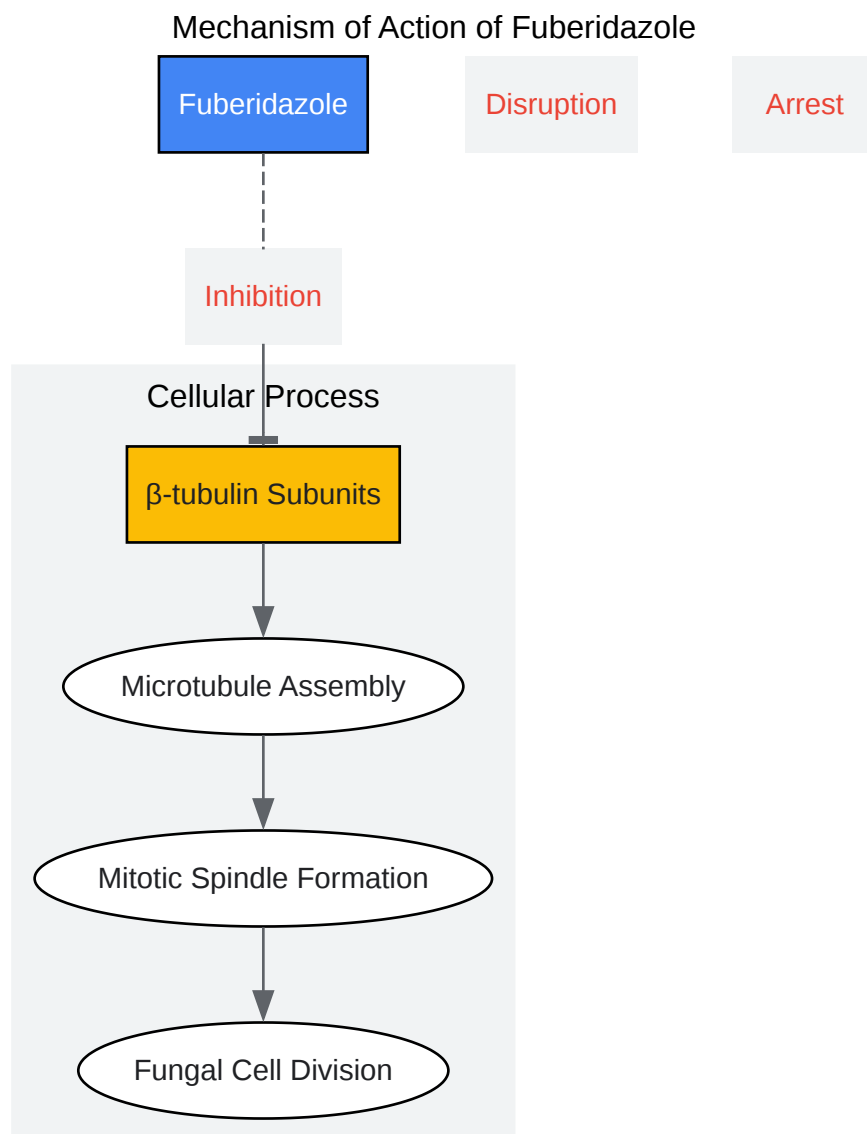 Mechanism of Action of Fuberidazole
Fuberidazole
Disruption
Arrest
Inhibition
Cellular Process
β-tubulin Subunits
Microtubule Assembly
Mitotic Spindle Formation
Fungal Cell Division